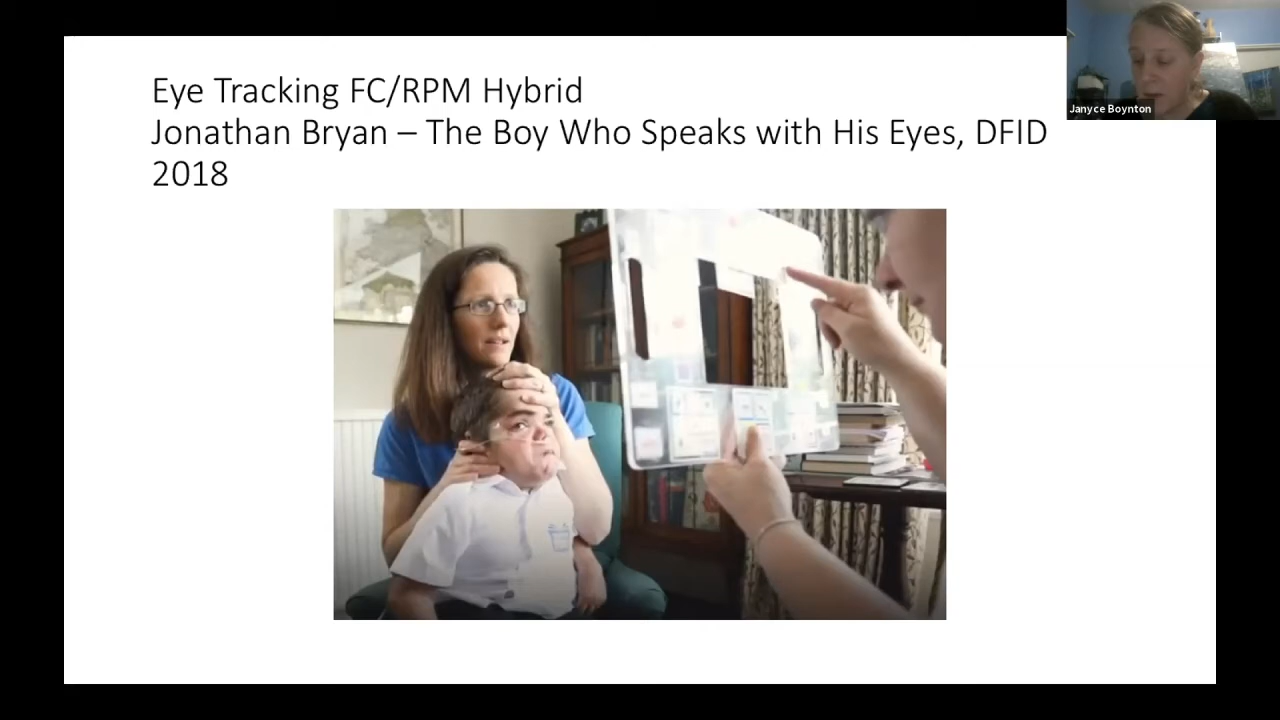 Eye Tracking FC/RPM Hybrid
Jonathan Bryan – The Boy Who Speaks with His Eyes, DFID
2018
Janyce Boynton